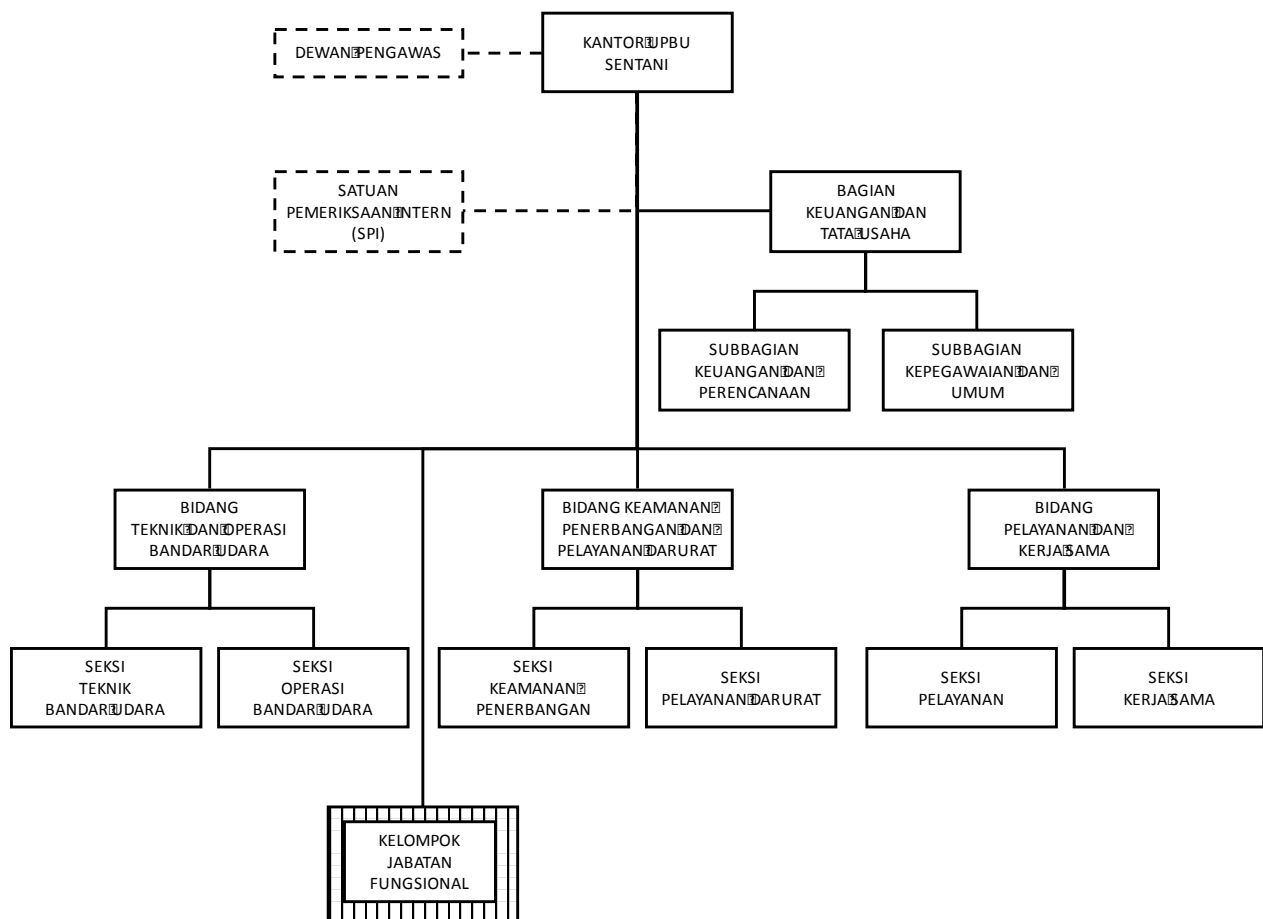 DEWAN PENGAWAS
KANTOR UPBU
SENTANI
SATUAN
PEMERIKSAAN INTERN
(SPI)
BAGIAN
KEUANGAN DAN
TATA USAHA
SUBBAGIAN
KEUANGAN DAN
PERENCANAAN
SUBBAGIAN
KEPEGAWAIAN DAN
UMUM
BIDANG
TEKNIK DAN OPERASI
BANDAR UDARA
BIDANG KEAMANAN
PENERBANGAN DAN
PELAYANAN DARURAT
BIDANG
PELAYANAN DAN
KERJA SAMA
SEKSI
TEKNIK
BANDAR UDARA
SEKSI
OPERASI
BANDAR UDARA
SEKSI
KEAMANAN
PENERBANGAN
SEKSI
PELAYANAN DARURAT
SEKSI
PELAYANAN
SEKSI
KERJA SAMA
KELOMPOK
JABATAN
FUNGSIONAL